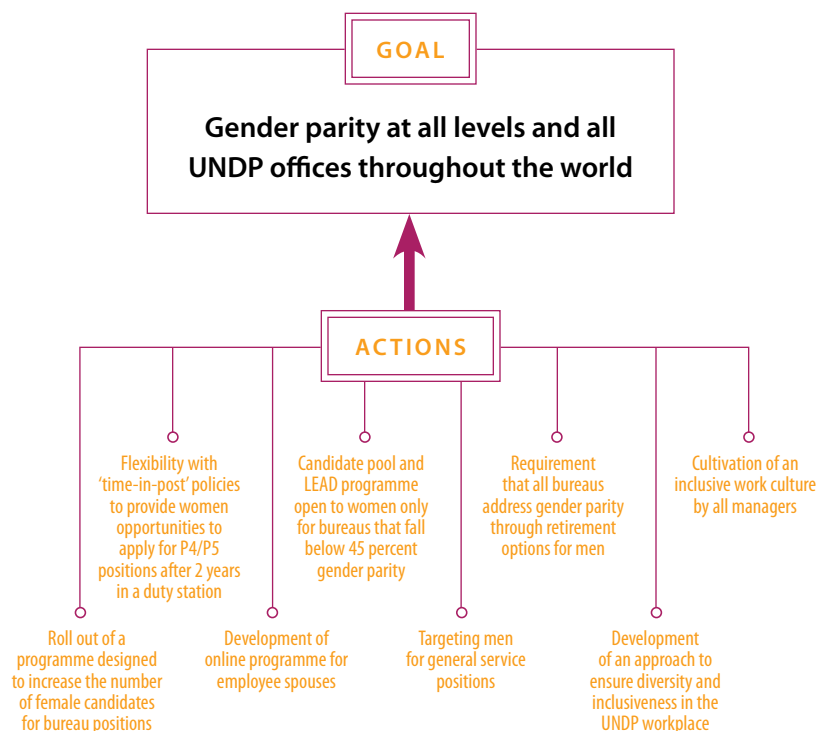 GOAL
Gender parity at all levels and all
UNDP offices throughout the world
ACTIONS
Flexibility with
‘time-in-post’ policies
to provide women
opportunities to
apply for P4/P5
positions after 2 years
in a duty station
Candidate pool and
LEAD programme
open to women only
for bureaus that fall
below 45 percent
gender parity
Requirement
that all bureaus
address gender parity
through retirement
options for men
Cultivation of an
inclusive work culture
by all managers
Roll out of a
programme designed
to increase the number
of female candidates
for bureau positions
Development of
online programme for
employee spouses
Targeting men
for general service
positions
Development
of an approach to
ensure diversity and
inclusiveness in the
UNDP workplace